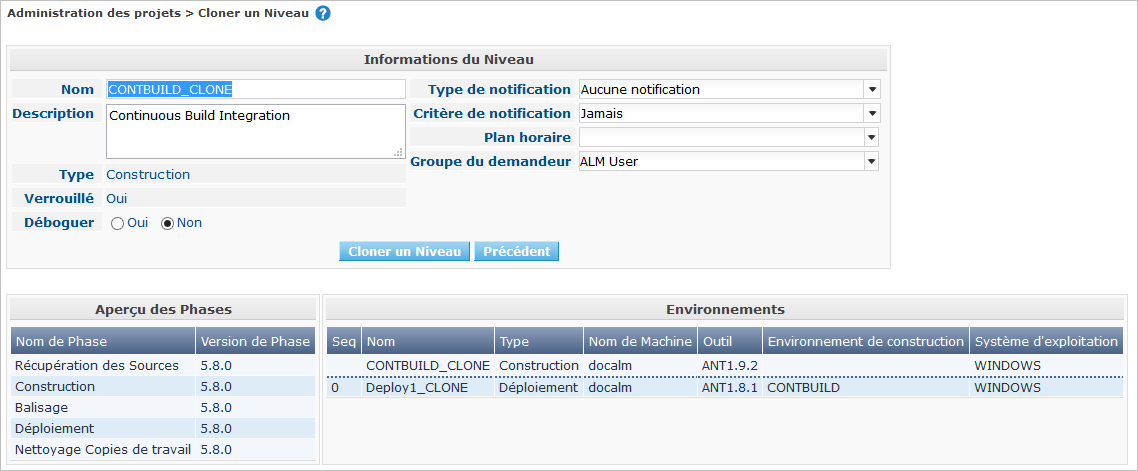 Administration des projets > Cloner un Niveau ?
Informations du Niveau
Nom CONTBUILD_CLONE
Description Continuous Build Integration
Type Construction
Verrouillé Oui
Déboguer Oui Non
Type de notification Aucune notification
Critère de notification Jamais
Plan horaire
Groupe du demandeur ALM User
Cloner un Niveau Précédent
Aperçu des Phases
Nom de Phase Version de Phase
Récupération des Sources 5.8.0
Construction 5.8.0
Balisage 5.8.0
Déploiement 5.8.0
Nettoyage Copies de travail 5.8.0
Environnements
Seq Nom Type Nom de Machine Outil Environnement de construction Système d'exploitation
CONTBUILD_CLONE Construction docalm ANT1.9.2 WINDOWS
0 Deploy1_CLONE Déploiement docalm ANT1.8.1 CONTBUILD WINDOWS